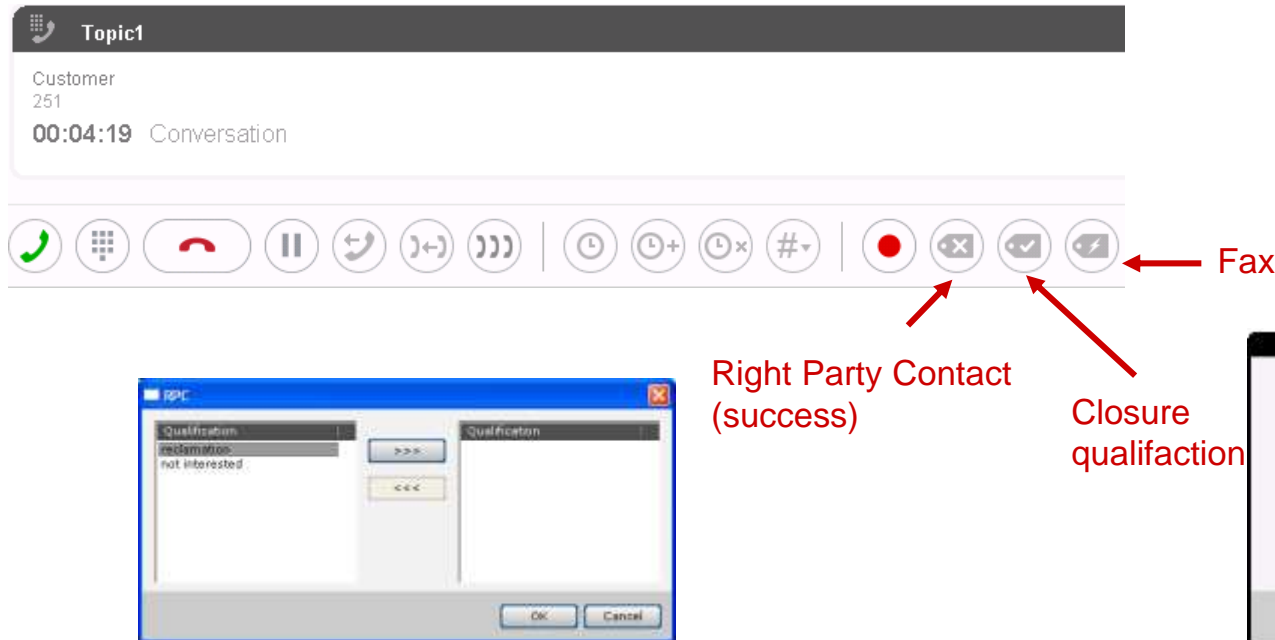 Topic1
Customer
251
00:04:19 Conversation
Fax
Right Party Contact
(success)
Closure
qualifaction
RPC
Qualification
Qualification
reclamation
not interested
>>>
<<<
OK
Cancel